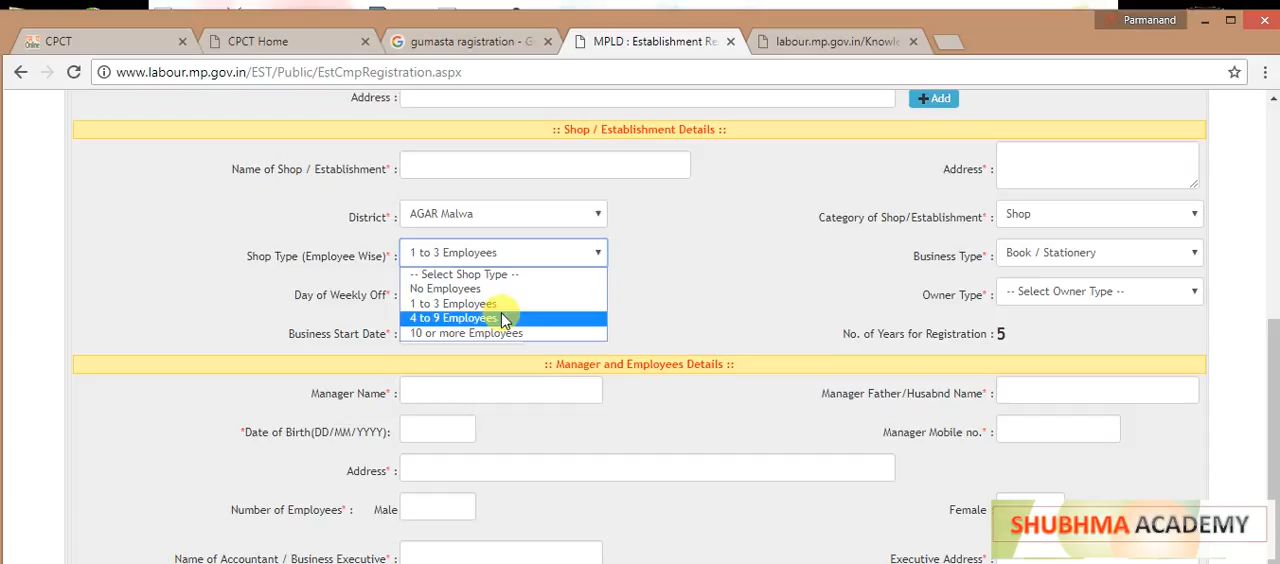 Parmanand
CPCT
CPCT Home
gumasta ragistration - G
MPLD : Establishment Re
labour.mp.gov.in/Knowle
www.labour.mp.gov.in/EST/Public/EstCmpRegistration.aspx
Address :
Add
:: Shop / Establishment Details ::
Name of Shop / Establishment* :
Address* :
District* : AGAR Malwa
Category of Shop/Establishment* : Shop
Shop Type (Employee Wise)* : 1 to 3 Employees
Business Type* : Book / Stationery
-- Select Shop Type --
No Employees
Day of Weekly Off* :
Owner Type* : -- Select Owner Type --
1 to 3 Employees
4 to 9 Employees
10 or more Employees
Business Start Date* :
No. of Years for Registration : 5
:: Manager and Employees Details ::
Manager Name* :
Manager Father/Husabnd Name* :
*Date of Birth(DD/MM/YYYY):
Manager Mobile no.* :
Address* :
Number of Employees* : Male
Female
SHUBHMA ACADEMY
Name of Accountant / Business Executive* :
Executive Address* :